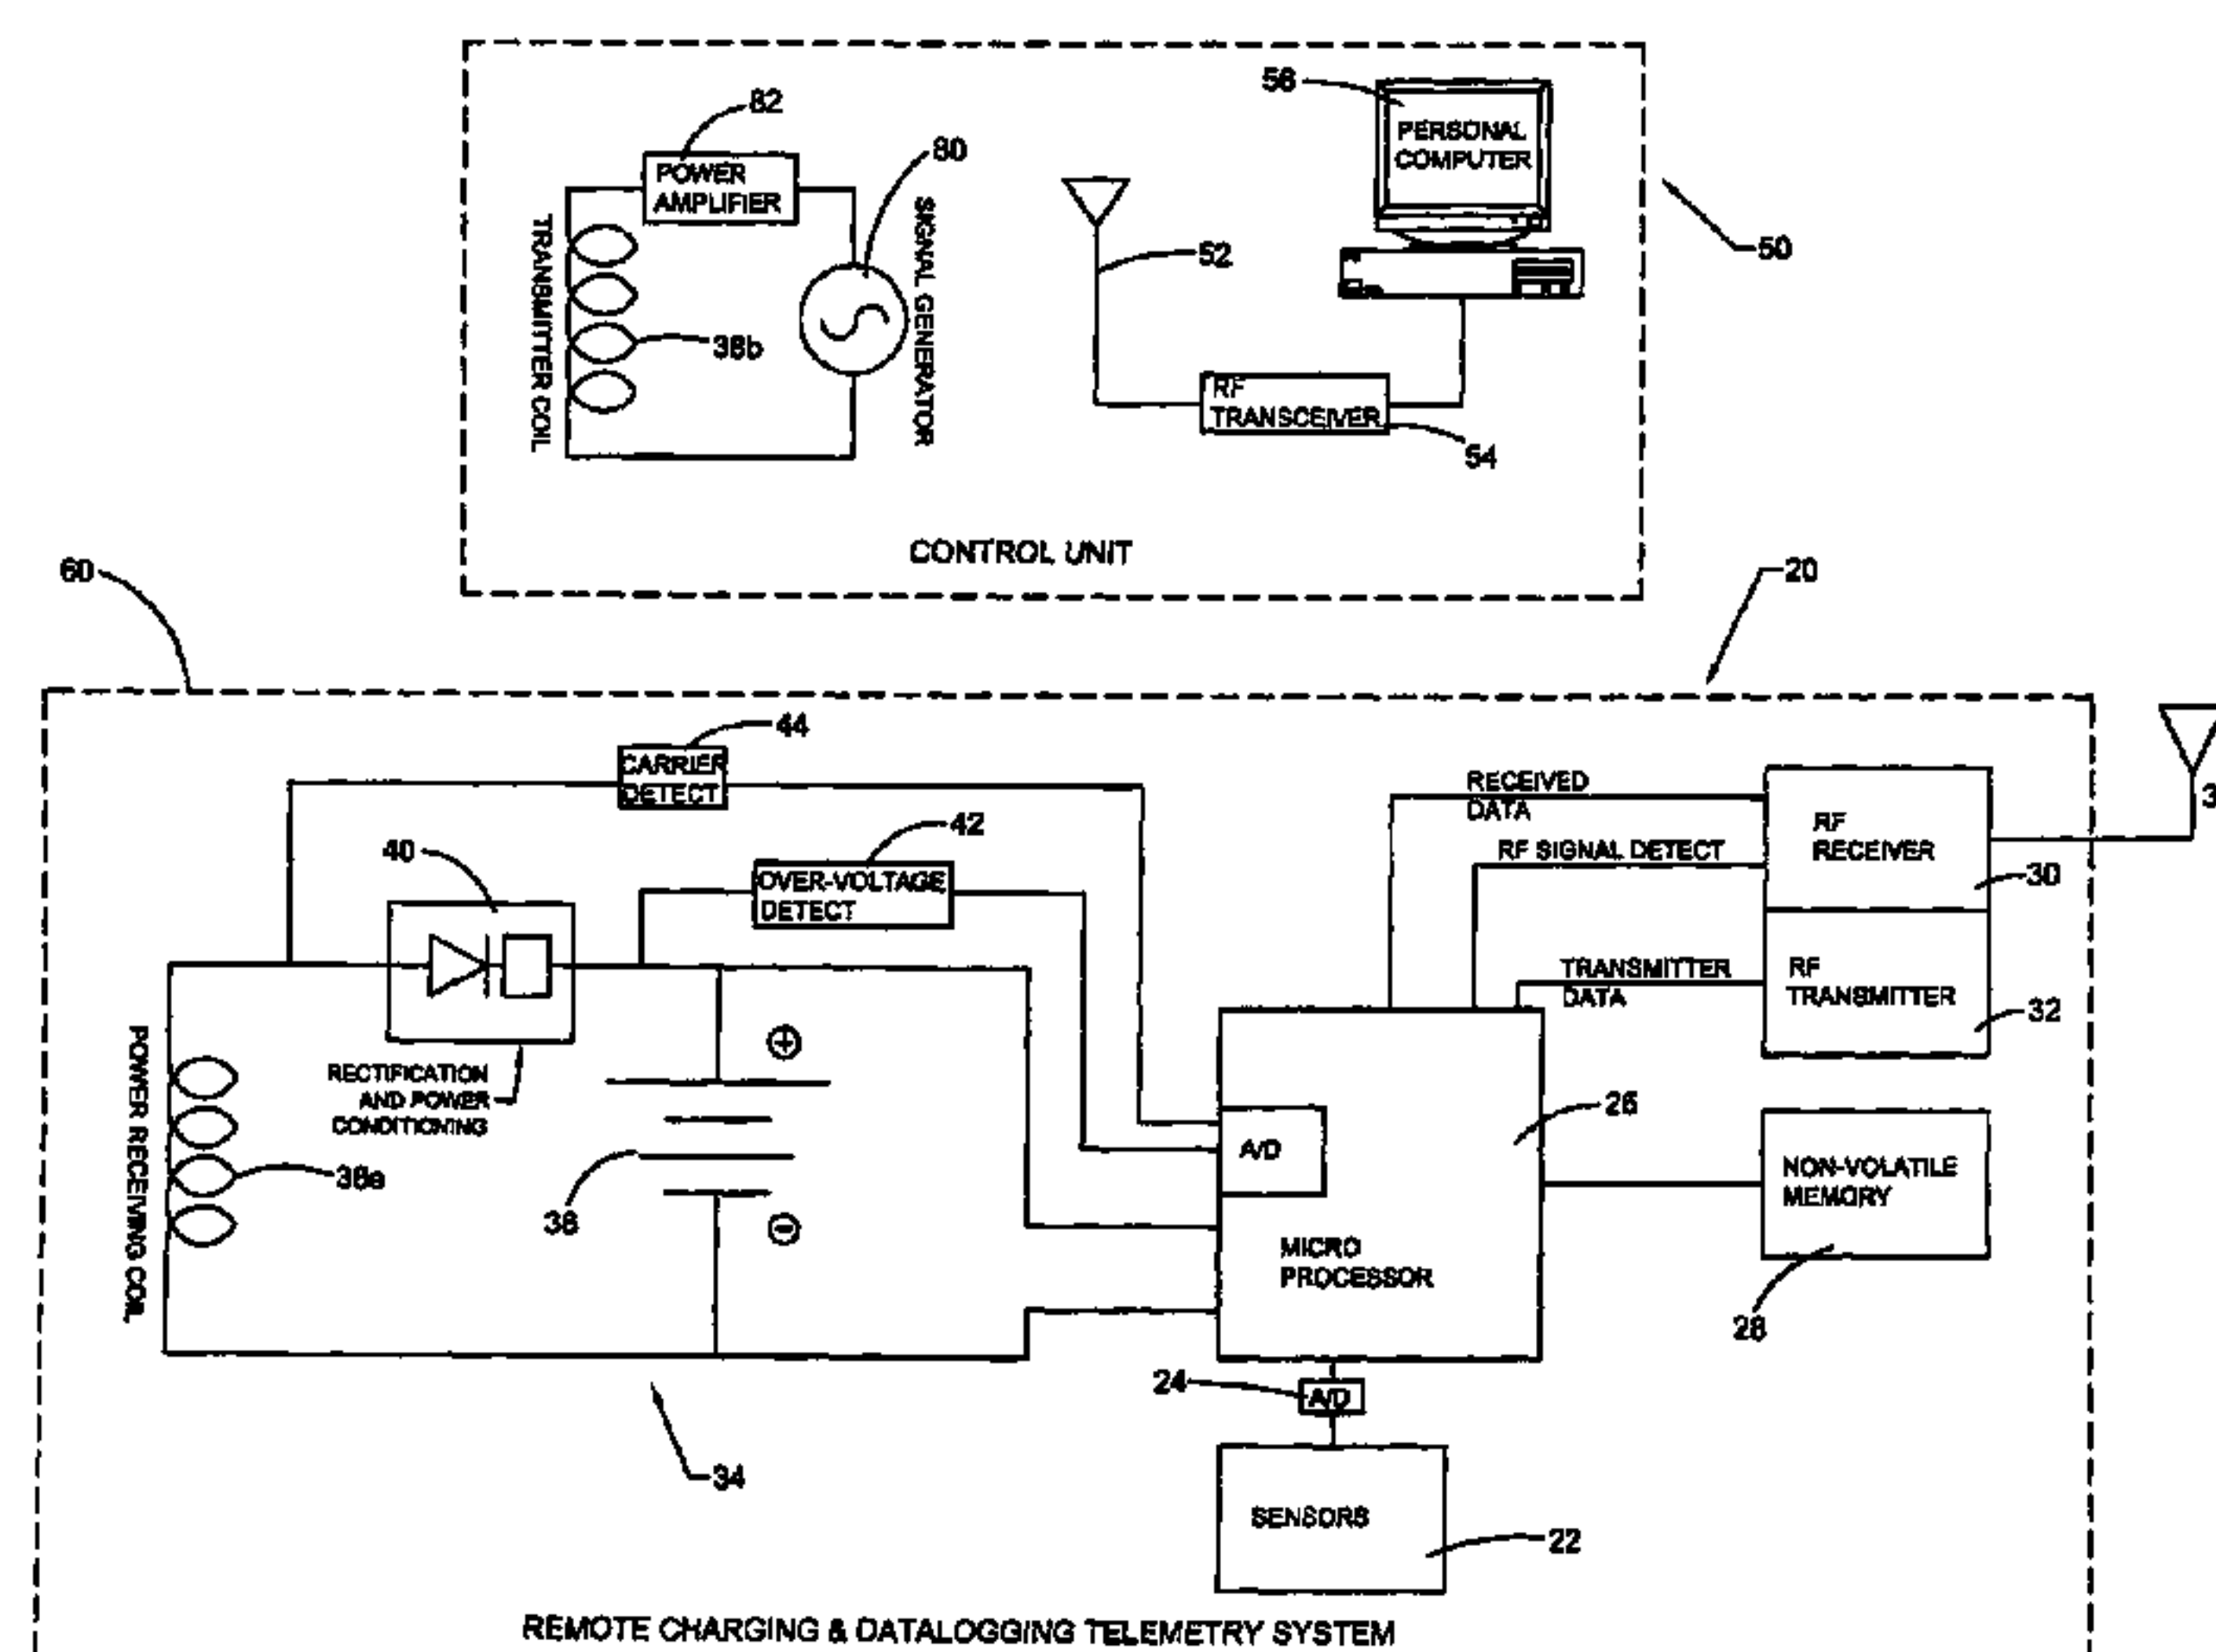 82
POWER
AMPLIFIER
80
SIGNAL GENERATOR
TRANSMITTER COIL
38b
56
PERSONAL
COMPUTER
50
52
RF
TRANSCEIVER
54
CONTROL UNIT
60
20
44
CARRIER
DETECT
42
OVER-VOLTAGE
DETECT
40
RECEIVED
DATA
RF SIGNAL DETECT
RF
RECEIVER
30
TRANSMITTER
DATA
RF
TRANSMITTER
32
POWER RECEIVING COIL
RECTIFICATION
AND POWER
CONDITIONING
+
38
-
A/D
26
MICRO
PROCESSOR
NON-VOLATILE
MEMORY
28
34
24
A/D
SENSORS
22
REMOTE CHARGING & DATALOGGING TELEMETRY SYSTEM